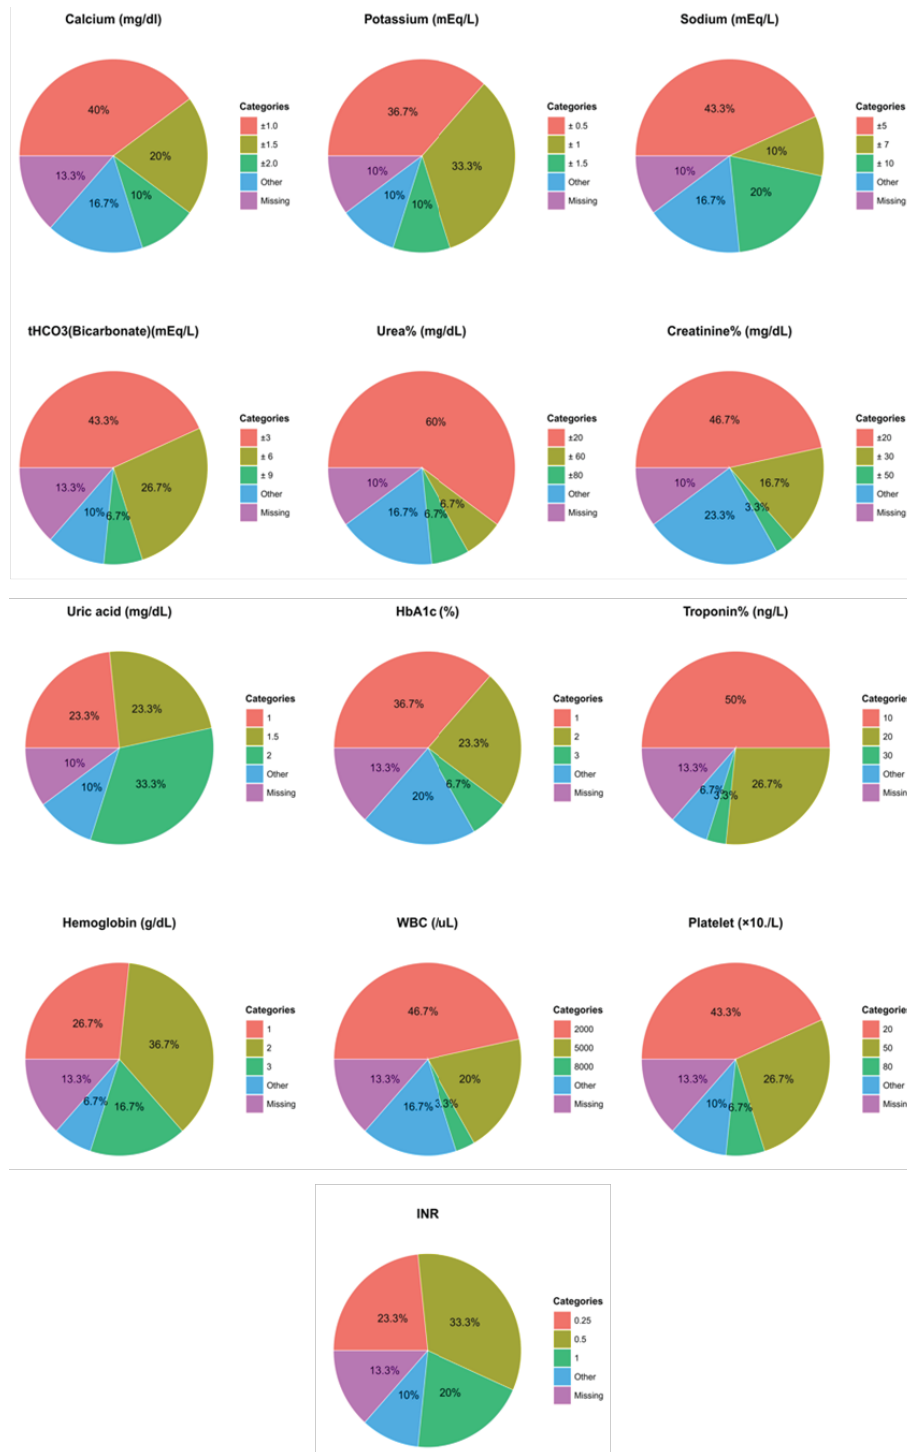 Calcium (mg/dl)
40%
20%
10%
16.7%
13.3%
Categories
±1.0
±1.5
±2.0
Other
Missing
Potassium (mEq/L)
36.7%
33.3%
10%
10%
10%
Categories
± 0.5
± 1
± 1.5
Other
Missing
Sodium (mEq/L)
43.3%
10%
20%
16.7%
10%
Categories
±5
± 7
± 10
Other
Missing
tHCO3(Bicarbonate)(mEq/L)
43.3%
26.7%
6.7%
10%
13.3%
Categories
±3
± 6
± 9
Other
Missing
Urea% (mg/dL)
60%
6.7%
6.7%
16.7%
10%
Categories
±20
± 60
±80
Other
Missing
Creatinine% (mg/dL)
46.7%
16.7%
3.3%
23.3%
10%
Categories
±20
± 30
± 50
Other
Missing
Uric acid (mg/dL)
23.3%
23.3%
33.3%
10%
10%
Categories
1
1.5
2
Other
Missing
HbA1c (%)
36.7%
23.3%
6.7%
20%
13.3%
Categories
1
2
3
Other
Missing
Troponin% (ng/L)
50%
26.7%
3.3%
6.7%
13.3%
Categories
10
20
30
Other
Missing
Hemoglobin (g/dL)
26.7%
36.7%
16.7%
6.7%
13.3%
Categories
1
2
3
Other
Missing
WBC (/uL)
46.7%
20%
3.3%
16.7%
13.3%
Categories
2000
5000
8000
Other
Missing
Platelet (×10./L)
43.3%
26.7%
6.7%
10%
13.3%
Categories
20
50
80
Other
Missing
INR
23.3%
33.3%
20%
10%
13.3%
Categories
0.25
0.5
1
Other
Missing